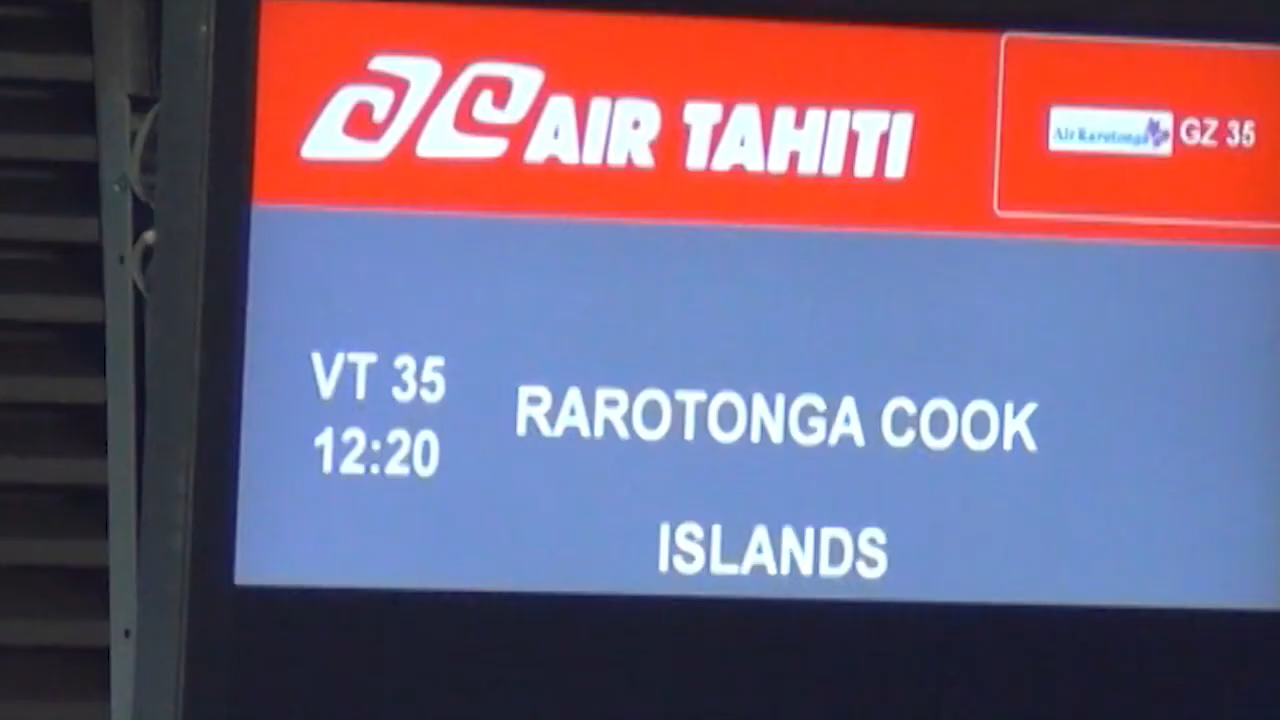 AIR TAHITI
Air Rarotonga GZ 35
VT 35
12:20
RAROTONGA COOK
ISLANDS